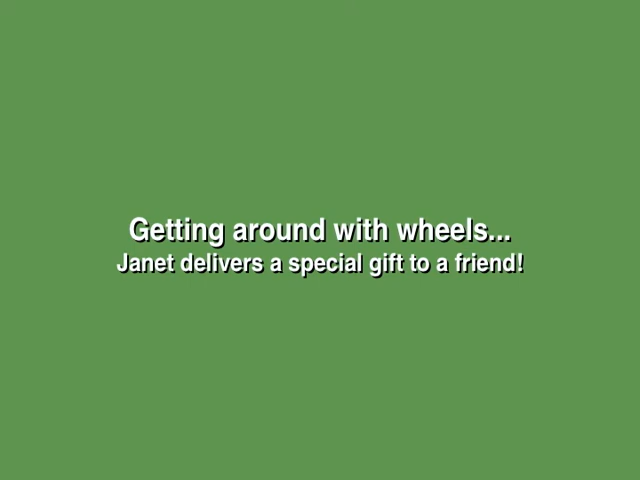 Getting around with wheels...
Janet delivers a special gift to a friend!